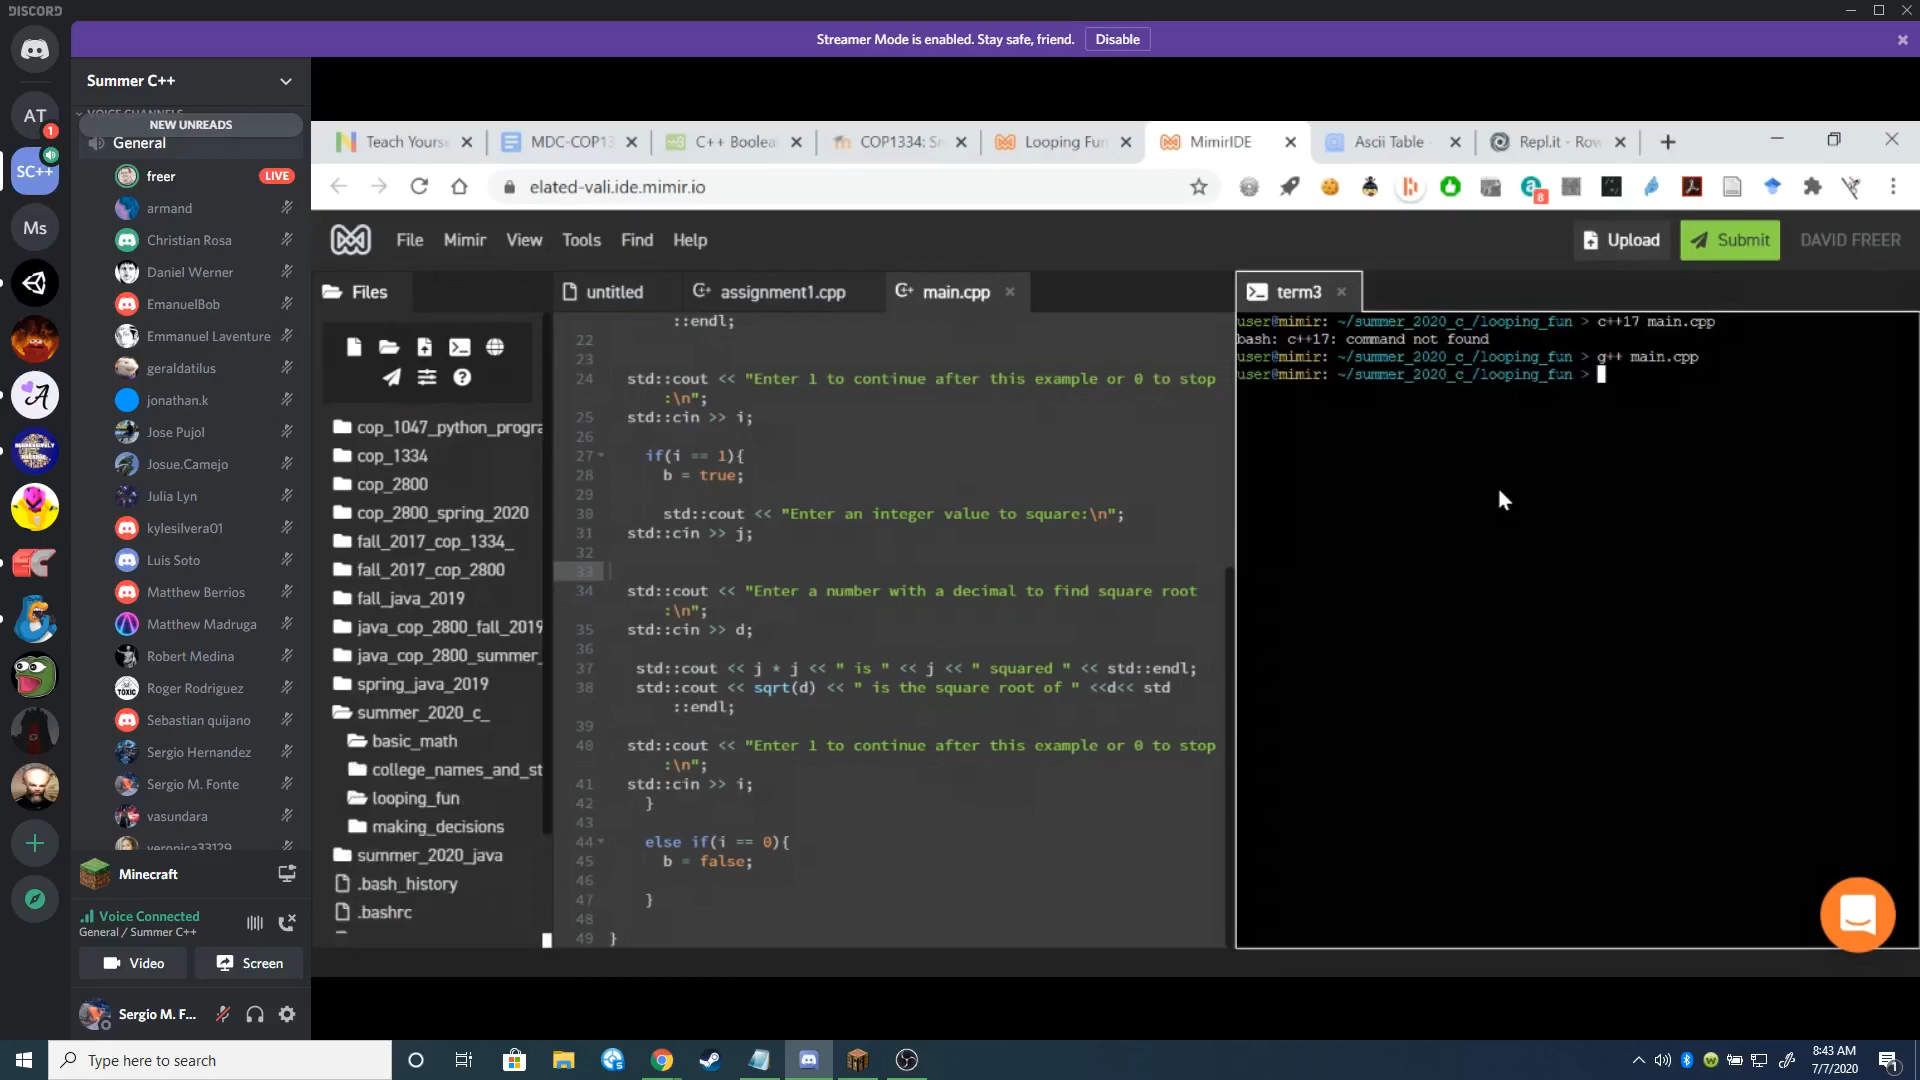 DISCORD
Streamer Mode is enabled. Stay safe, friend. Disable
Summer C++
NEW UNREADS
General
AT
1
SC++
Ms
freer LIVE
armand
Christian Rosa
Daniel Werner
EmanuelBob
Emmanuel Laventure
geraldatilus
jonathan.k
Jose Pujol
Josue.Camejo
Julia Lyn
kylesilvera01
Luis Soto
Matthew Berrios
Matthew Madruga
Robert Medina
Roger Rodriguez
TOXIC
Sebastian quijano
Sergio Hernandez
Sergio M. Fonte
vasundara
veronica33129
Minecraft
Voice Connected
General / Summer C++
Video Screen
Sergio M. F...
Teach Yourse MDC-COP13 C++ Boolea COP1334: Sm Looping Fun MimirIDE Ascii Table - Repl.it - Row
elated-vali.ide.mimir.io
8
File Mimir View Tools Find Help Upload Submit DAVID FREER
Files
untitled assignment1.cpp main.cpp term3
cop_1047_python_progra
cop_1334
cop_2800
cop_2800_spring_2020
fall_2017_cop_1334_
fall_2017_cop_2800
fall_java_2019
java_cop_2800_fall_2019
java_cop_2800_summer_
spring_java_2019
summer_2020_c_
basic_math
college_names_and_st
looping_fun
making_decisions
summer_2020_java
.bash_history
.bashrc
::endl;
22
23
24 std::cout << "Enter 1 to continue after this example or 0 to stop
:\n";
25 std::cin >> i;
26
27 if(i == 1){
28 b = true;
29
30 std::cout << "Enter an integer value to square:\n";
31 std::cin >> j;
32
33
34 std::cout << "Enter a number with a decimal to find square root
:\n";
35 std::cin >> d;
36
37 std::cout << j * j << " is " << j << " squared " << std::endl;
38 std::cout << sqrt(d) << " is the square root of " <<d<< std
::endl;
39
40 std::cout << "Enter 1 to continue after this example or 0 to stop
:\n";
41 std::cin >> i;
42 }
43
44 else if(i == 0){
45 b = false;
46
47 }
48
49 }
user@mimir: ~/summer_2020_c_/looping_fun > c++17 main.cpp
bash: c++17: command not found
user@mimir: ~/summer_2020_c_/looping_fun > g++ main.cpp
user@mimir: ~/summer_2020_c_/looping_fun >
Type here to search
8:43 AM
7/7/2020
1